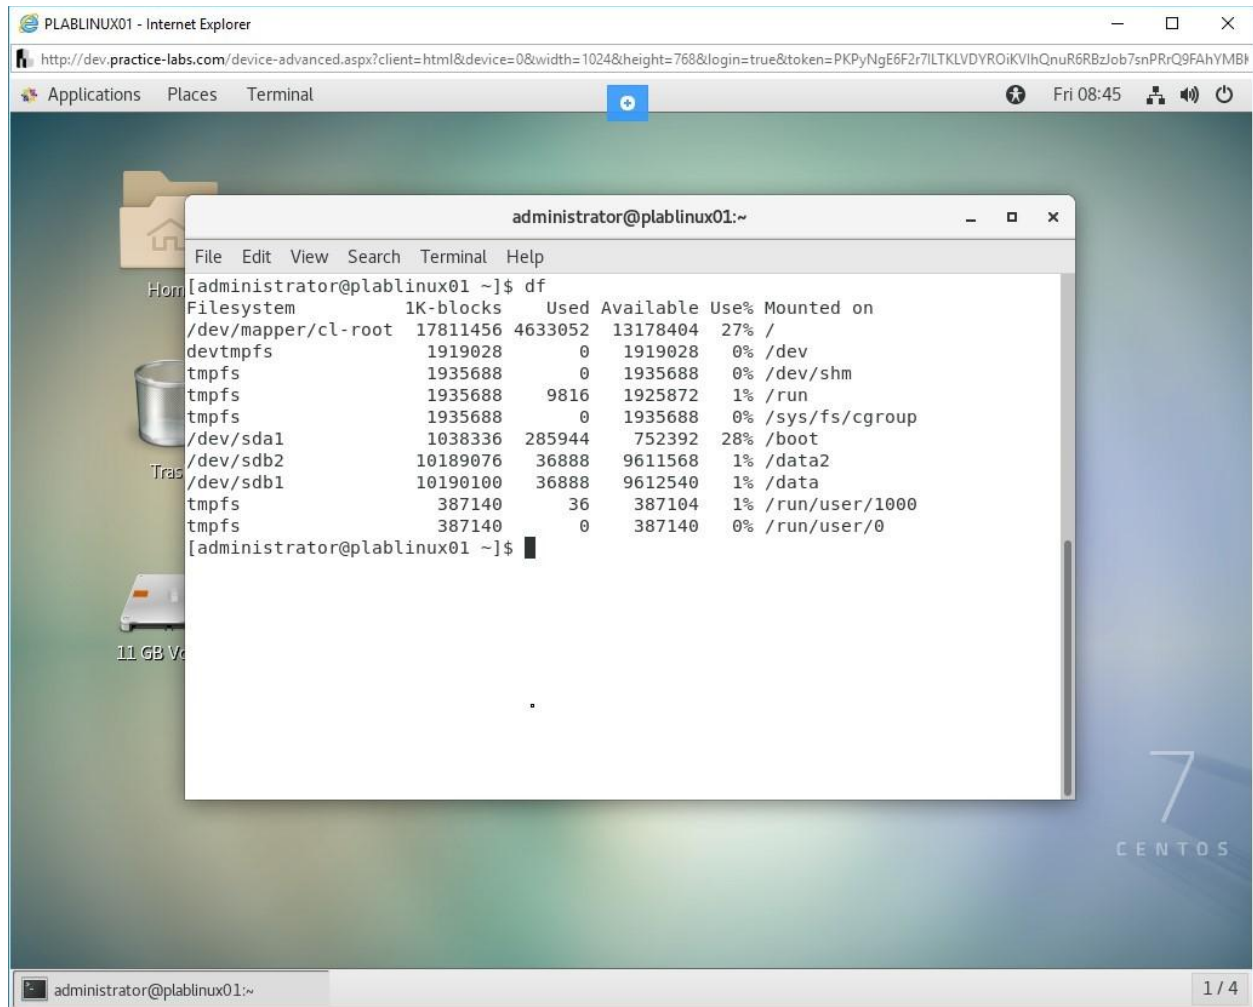 PLABLINUX01 - Internet Explorer
http://dev.practice-labs.com/device-advanced.aspx?client=html&device=0&width=1024&height=768&login=true&token=
Applications Places Terminal Fri 08:45
administrator@plablinux01:~
File Edit View Search Terminal Help
[administrator@plablinux01 ~]$ df
Filesystem 1K-blocks Used Available Use% Mounted on
/dev/mapper/cl-root 17811456 4633052 13178404 27% /
devtmpfs 1919028 0 1919028 0% /dev
tmpfs 1935688 0 1935688 0% /dev/shm
tmpfs 1935688 9816 1925872 1% /run
tmpfs 1935688 0 1935688 0% /sys/fs/cgroup
/dev/sda1 1038336 285944 752392 28% /boot
/dev/sdb2 10189076 36888 9611568 1% /data2
/dev/sdb1 10190100 36888 9612540 1% /data
tmpfs 387140 36 387104 1% /run/user/1000
tmpfs 387140 0 387140 0% /run/user/0
[administrator@plablinux01 ~]$
Hom
Tras
11 GB Vo
7
CENTOS
administrator@plablinux01:~
1 / 4